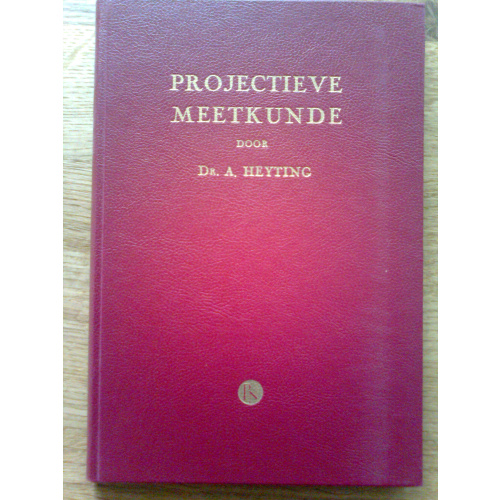 PROJECTIEVE
MEETKUNDE
DOOR
DR. A. HEYTING